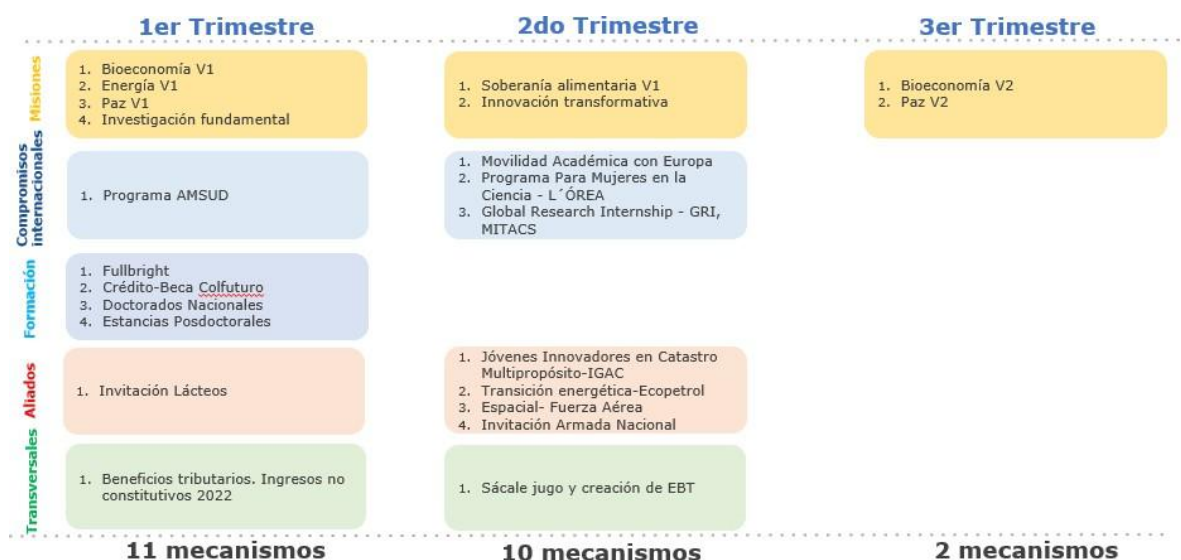 1er Trimestre
2do Trimestre
3er Trimestre
Misiones
1. Bioeconomía V1
2. Energía V1
3. Paz V1
4. Investigación fundamental
1. Soberanía alimentaria V1
2. Innovación transformativa
1. Bioeconomía V2
2. Paz V2
Compromisos
internacionales
1. Programa AMSUD
1. Movilidad Académica con Europa
2. Programa Para Mujeres en la
Ciencia - L´ÓREA
3. Global Research Internship - GRI,
MITACS
Formación
1. Fullbright
2. Crédito-Beca Colfuturo
3. Doctorados Nacionales
4. Estancias Posdoctorales
Aliados
1. Invitación Lácteos
1. Jóvenes Innovadores en Catastro
Multipropósito-IGAC
2. Transición energética-Ecopetrol
3. Espacial- Fuerza Aérea
4. Invitación Armada Nacional
Transversales
1. Beneficios tributarios. Ingresos no
constitutivos 2022
1. Sácale jugo y creación de EBT
11 mecanismos
10 mecanismos
2 mecanismos